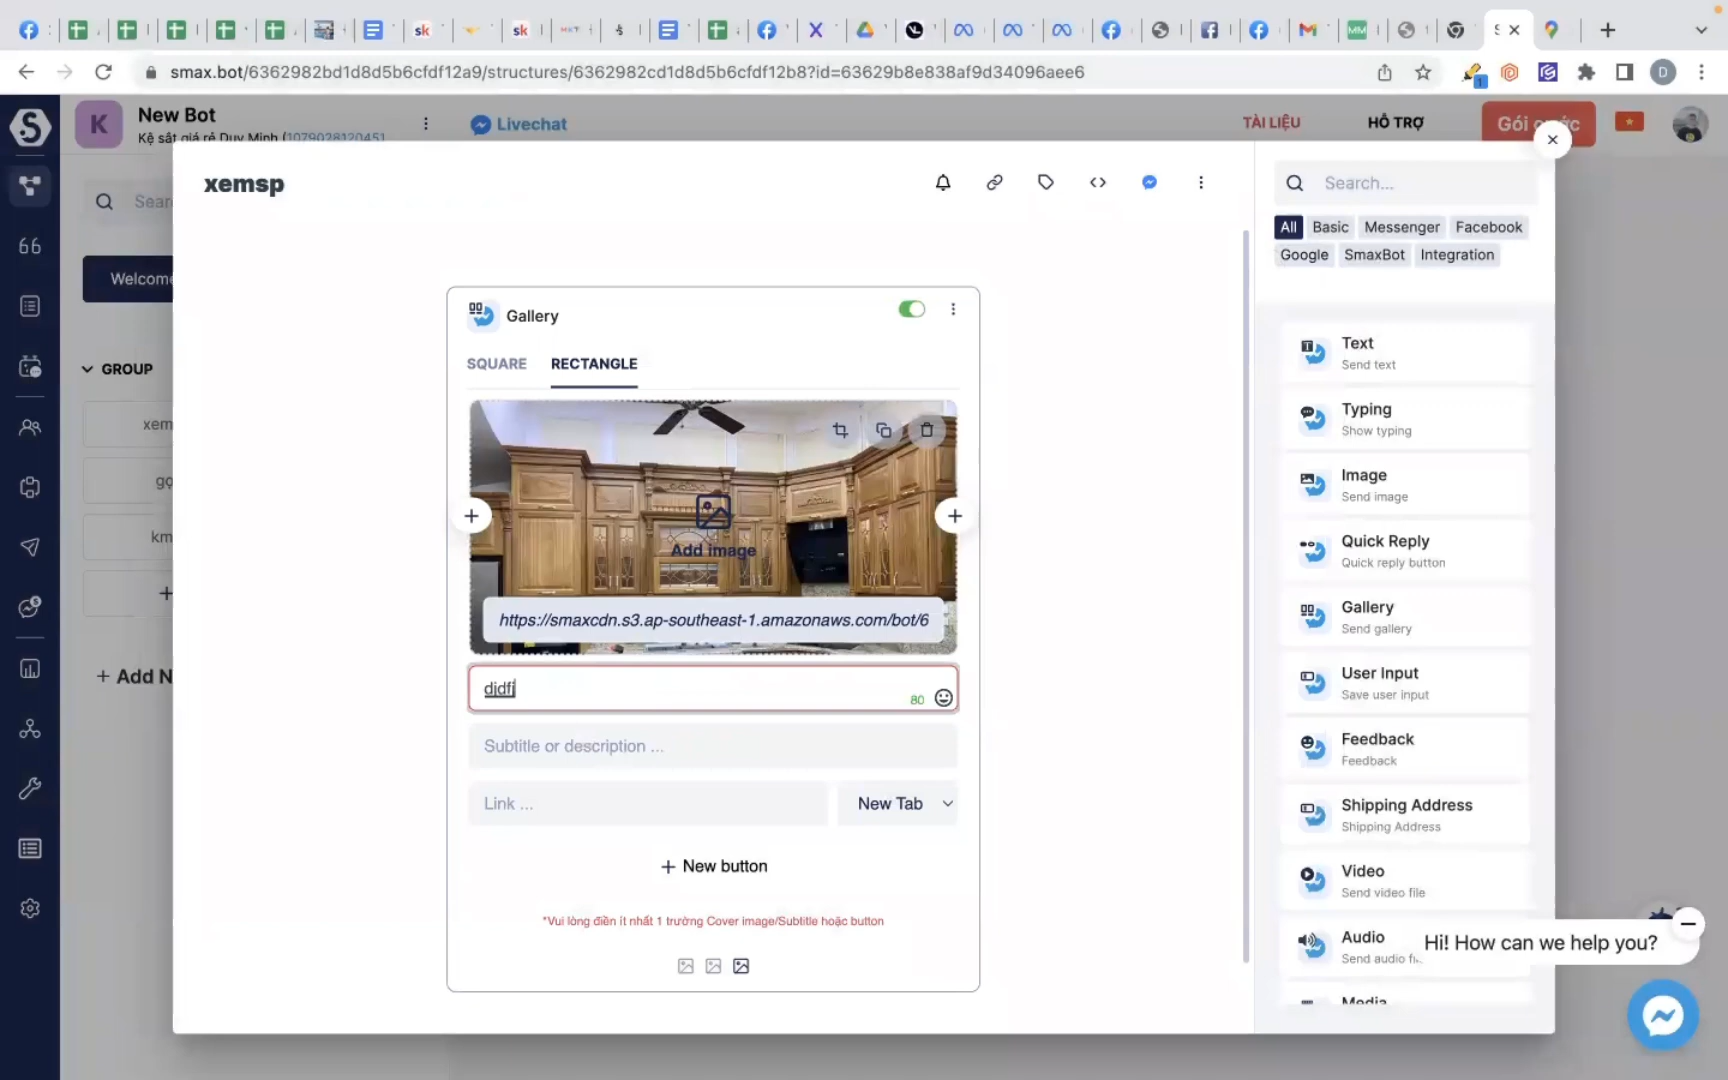 smax.bot/6362982bd1d8d5b6cfdf12a9/structures/6362982cd1d8d5b6cfdf12b8?id=63629b8e838af9d34096aee6
K
New Bot
Kệ sắt giá rẻ Duy Minh (1079028120451
Livechat
TÀI LIỆU
HỖ TRỢ
Gói cước
xemsp
Search...
All Basic Messenger Facebook
Google SmaxBot Integration
Sear
Welcome
GROUP
xem
gọ
km
+
+ Add N
Gallery
SQUARE RECTANGLE
Add image
https://smaxcdn.s3.ap-southeast-1.amazonaws.com/bot/6
djdfj
80
Subtitle or description ...
Link ...
New Tab
+ New button
*Vui lòng điền ít nhất 1 trường Cover image/Subtitle hoặc button
Text
Send text
Typing
Show typing
Image
Send image
Quick Reply
Quick reply button
Gallery
Send gallery
User input
Save user input
Feedback
Feedback
Shipping Address
Shipping Address
Video
Send video file
Audio
Send audio fi
Media
Hi! How can we help you?